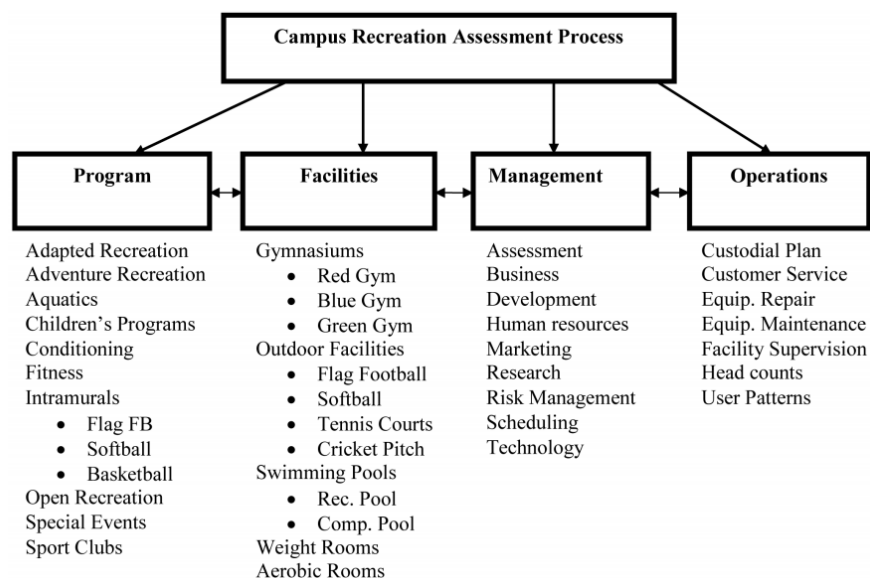 Campus Recreation Assessment Process
Program
Facilities
Management
Operations
Adapted Recreation
Adventure Recreation
Aquatics
Children's Programs
Conditioning
Fitness
Intramurals
• Flag FB
• Softball
• Basketball
Open Recreation
Special Events
Sport Clubs
Gymnasiums
• Red Gym
• Blue Gym
• Green Gym
Outdoor Facilities
• Flag Football
• Softball
• Tennis Courts
• Cricket Pitch
Swimming Pools
• Rec. Pool
• Comp. Pool
Weight Rooms
Aerobic Rooms
Assessment
Business
Development
Human resources
Marketing
Research
Risk Management
Scheduling
Technology
Custodial Plan
Customer Service
Equip. Repair
Equip. Maintenance
Facility Supervision
Head counts
User Patterns